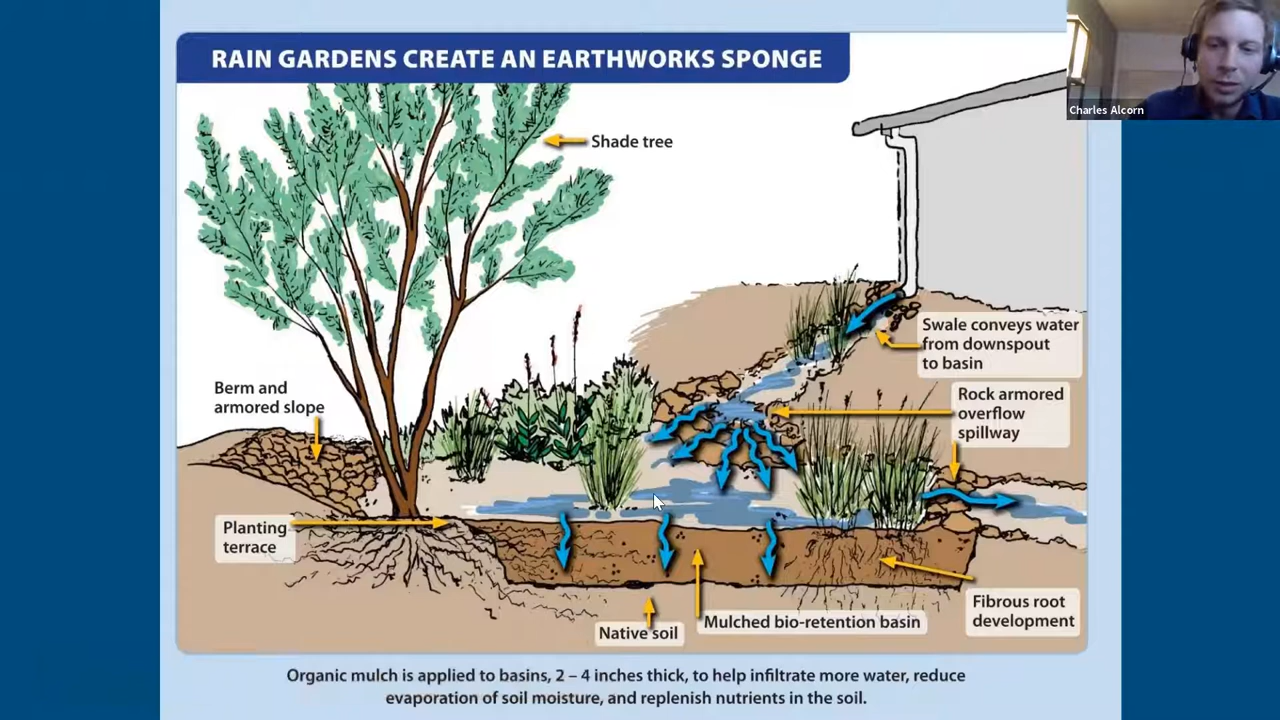 RAIN GARDENS CREATE AN EARTHWORKS SPONGE
Charles Alcorn
Shade tree
Swale conveys water
from downspout
to basin
Berm and
armored slope
Rock armored
overflow
spillway
Planting
terrace
Fibrous root
development
Mulched bio-retention basin
Native soil
Organic mulch is applied to basins, 2 – 4 inches thick, to help infiltrate more water, reduce
evaporation of soil moisture, and replenish nutrients in the soil.